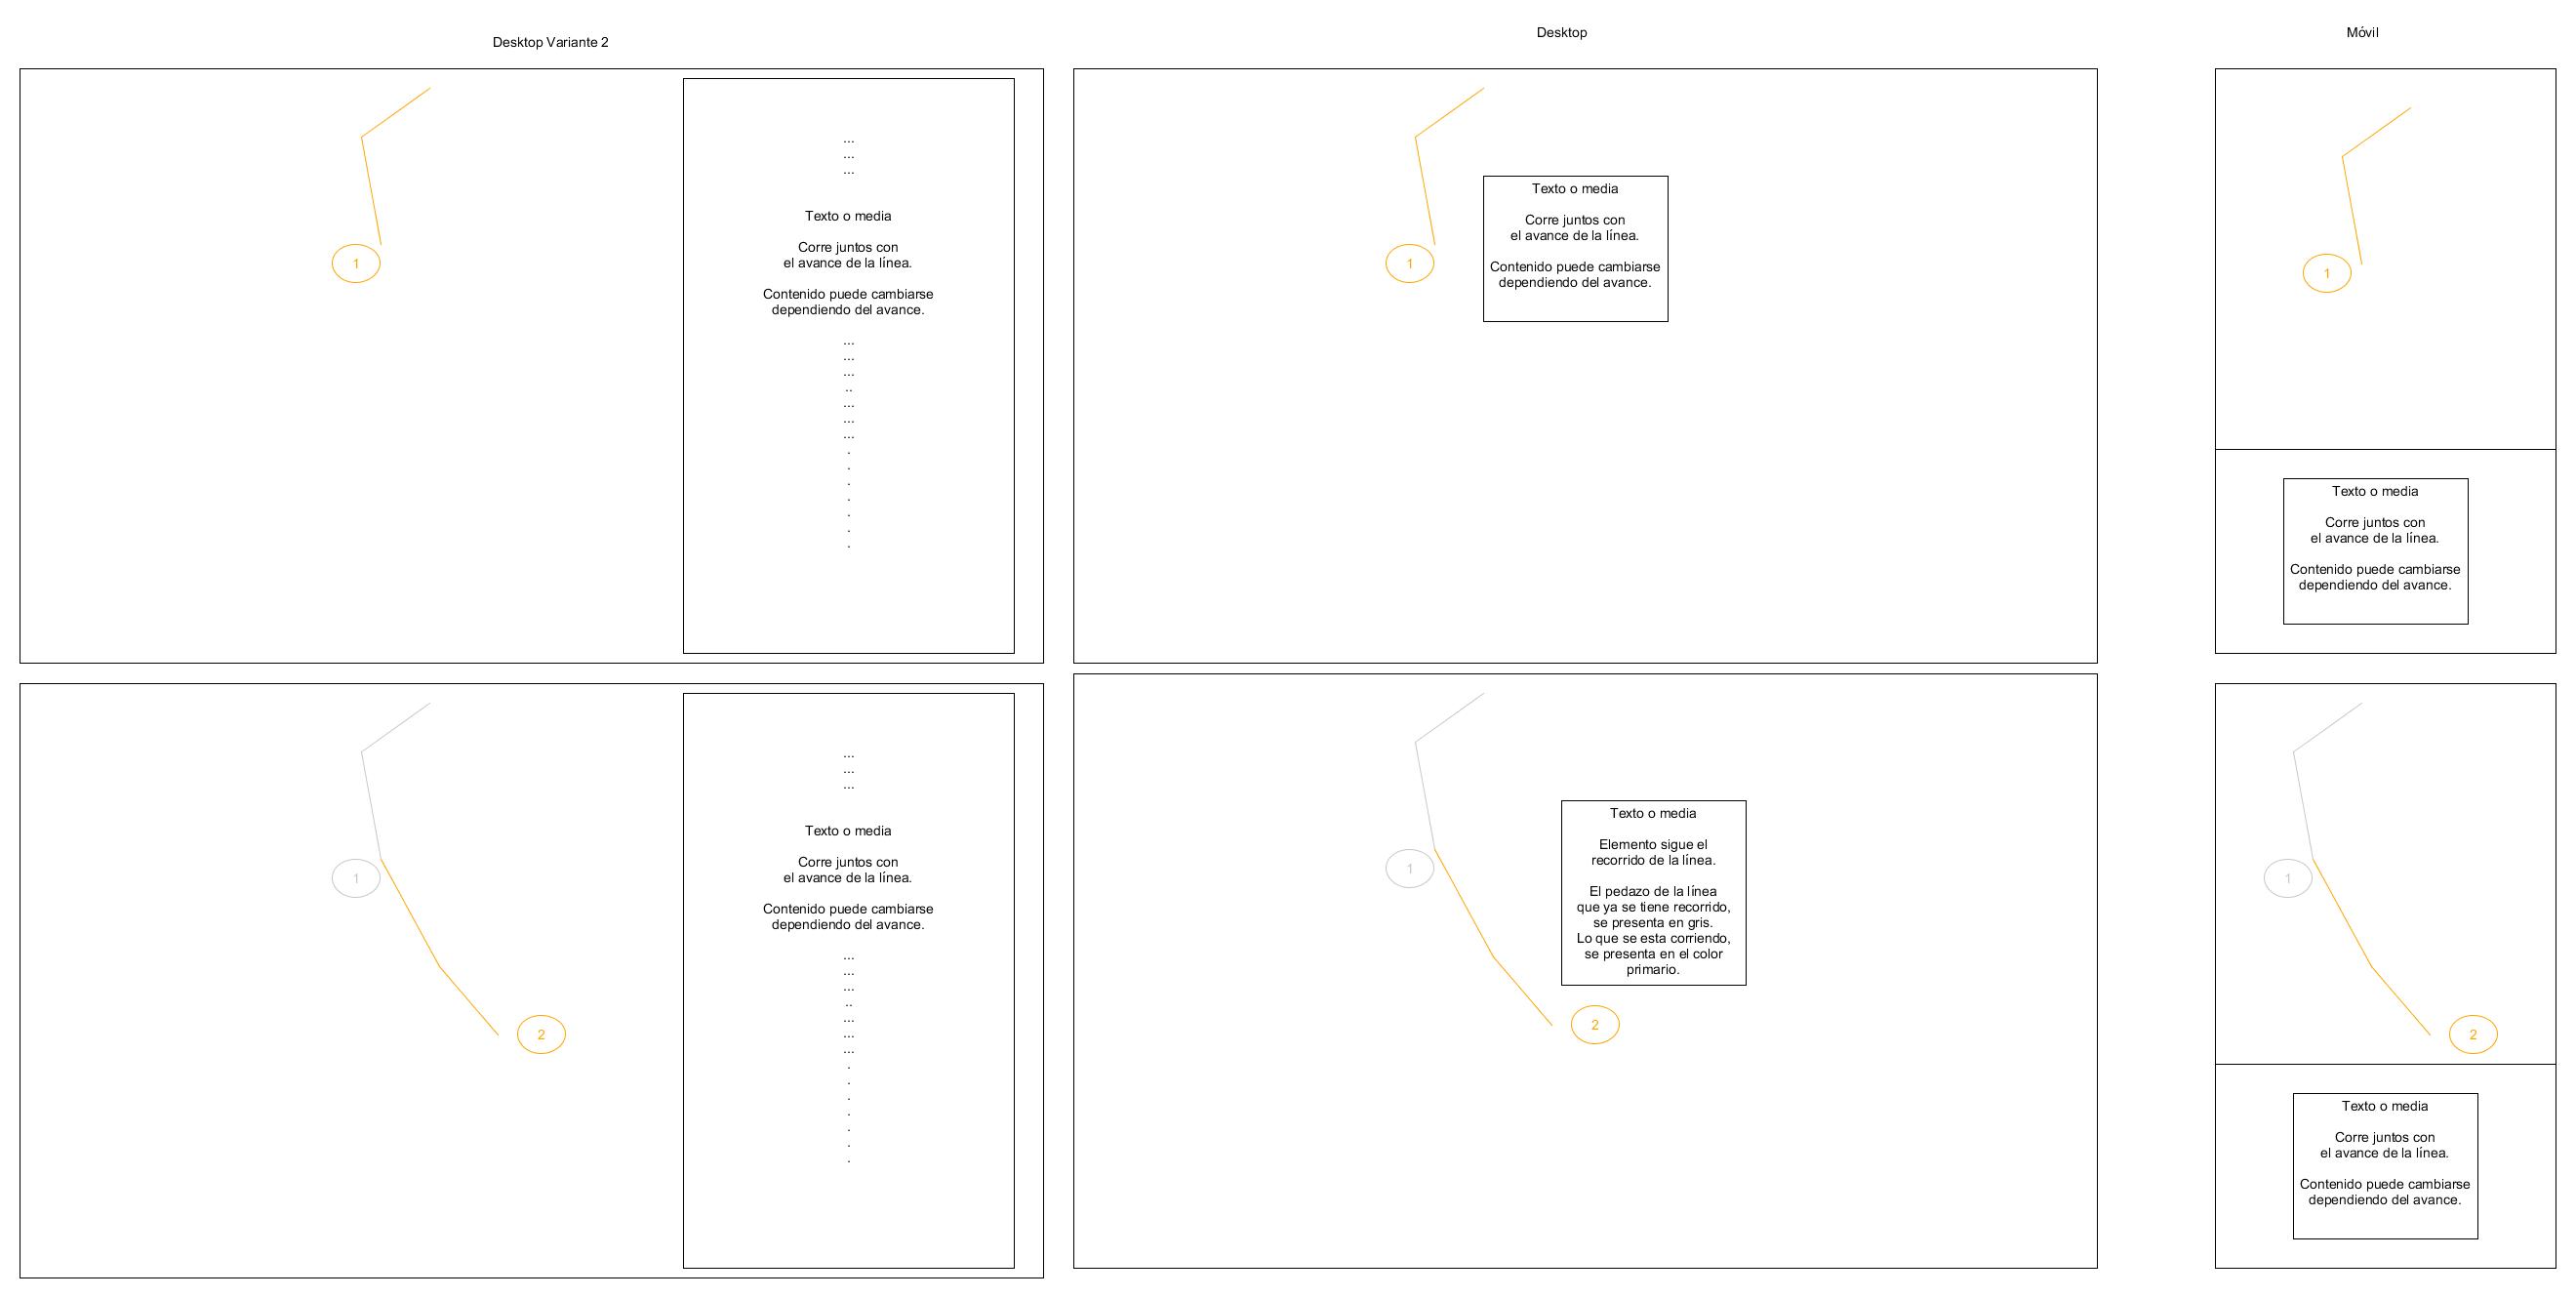 Desktop Variante 2
...
...
...
Texto o media
Corre juntos con
el avance de la línea.
Contenido puede cambiarse
dependiendo del avance.
...
...
...
..
...
...
...
.
.
.
.
.
.
.
1
Desktop
Texto o media
Corre juntos con
el avance de la línea.
Contenido puede cambiarse
dependiendo del avance.
1
Móvil
1
Texto o media
Corre juntos con
el avance de la línea.
Contenido puede cambiarse
dependiendo del avance.
...
...
...
Texto o media
Corre juntos con
el avance de la línea.
Contenido puede cambiarse
dependiendo del avance.
...
...
...
..
...
...
...
.
.
.
.
.
.
.
1
2
Texto o media
Elemento sigue el
recorrido de la línea.
El pedazo de la línea
que ya se tiene recorrido,
se presenta en gris.
Lo que se esta corriendo,
se presenta en el color
primario.
1
2
1
2
Texto o media
Corre juntos con
el avance de la línea.
Contenido puede cambiarse
dependiendo del avance.